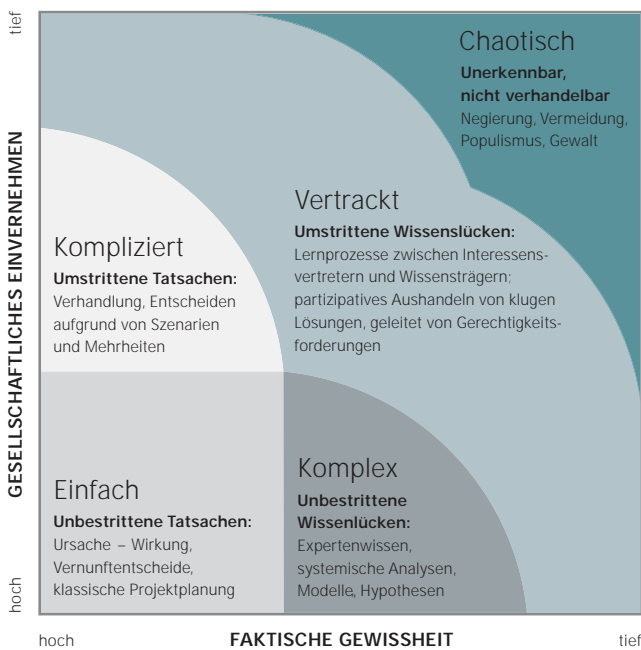 tief
GESELLSCHAFTLICHES EINVERNEHMEN
hoch
Chaotisch
Unerkennbar,
nicht verhandelbar
Negierung, Vermeidung,
Populismus, Gewalt
Vertrackt
Umstrittene Wissenslücken:
Lernprozesse zwischen Interessens-
vertretern und Wissensträgern;
partizipatives Aushandeln von klugen
Lösungen, geleitet von Gerechtigkeits-
forderungen
Kompliziert
Umstrittene Tatsachen:
Verhandlung, Entscheiden
aufgrund von Szenarien
und Mehrheiten
Einfach
Unbestrittene Tatsachen:
Ursache – Wirkung,
Vernunftentscheide,
klassische Projektplanung
Komplex
Unbestrittene
Wissenlücken:
Expertenwissen,
systemische Analysen,
Modelle, Hypothesen
hoch
FAKTISCHE GEWISSHEIT
tief